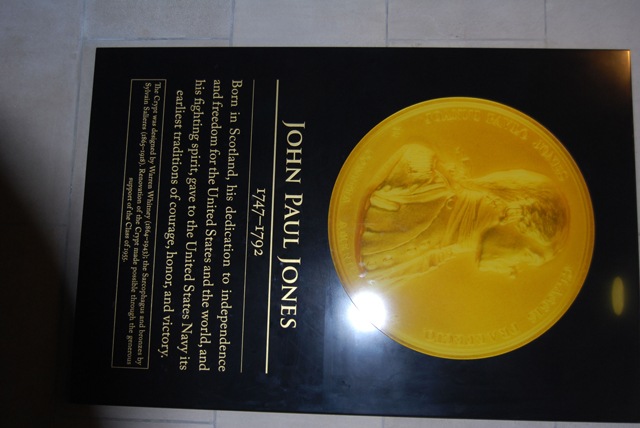 JOHN PAUL JONES
1747–1792
Born in Scotland, his dedication to independence
and freedom for the United States and the world, and
his fighting spirit, gave to the United States Navy its
earliest traditions of courage, honor, and victory.
The Crypt was designed by Warren Whitney (1864–1943); the Sarcophagus and bronzes by
Sylvain Salieres (1865–1918). Renovation of the Crypt made possible through the generous
support of the Class of 1955.